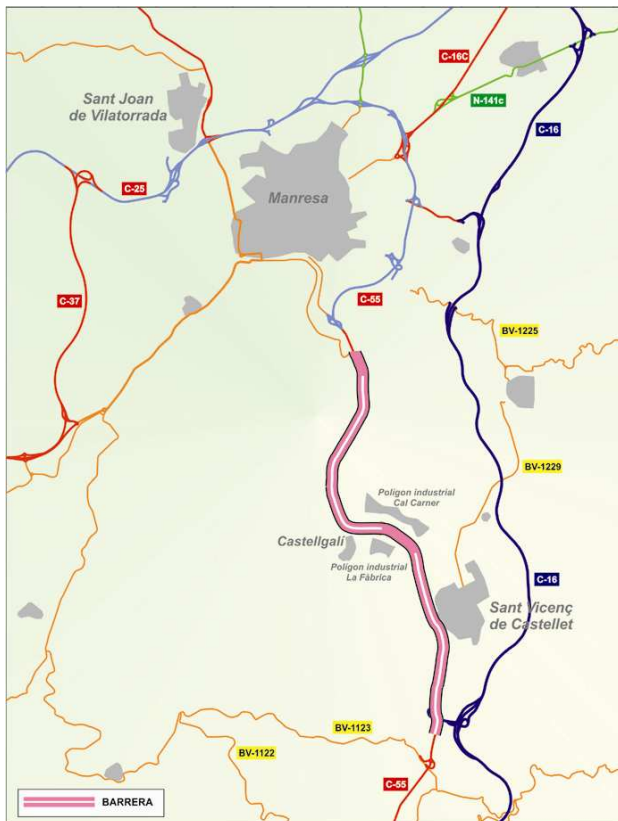 C-16C
N-141c
Sant Joan
de Vilatorrada
C-16
C-25
Manresa
C-37
C-55
BV-1225
BV-1229
Polígon industrial
Cal Carner
Castellgalí
Polígon industrial
La Fàbrica
C-16
Sant Vicenç
de Castellet
BV-1123
BV-1122
C-55
BARRERA